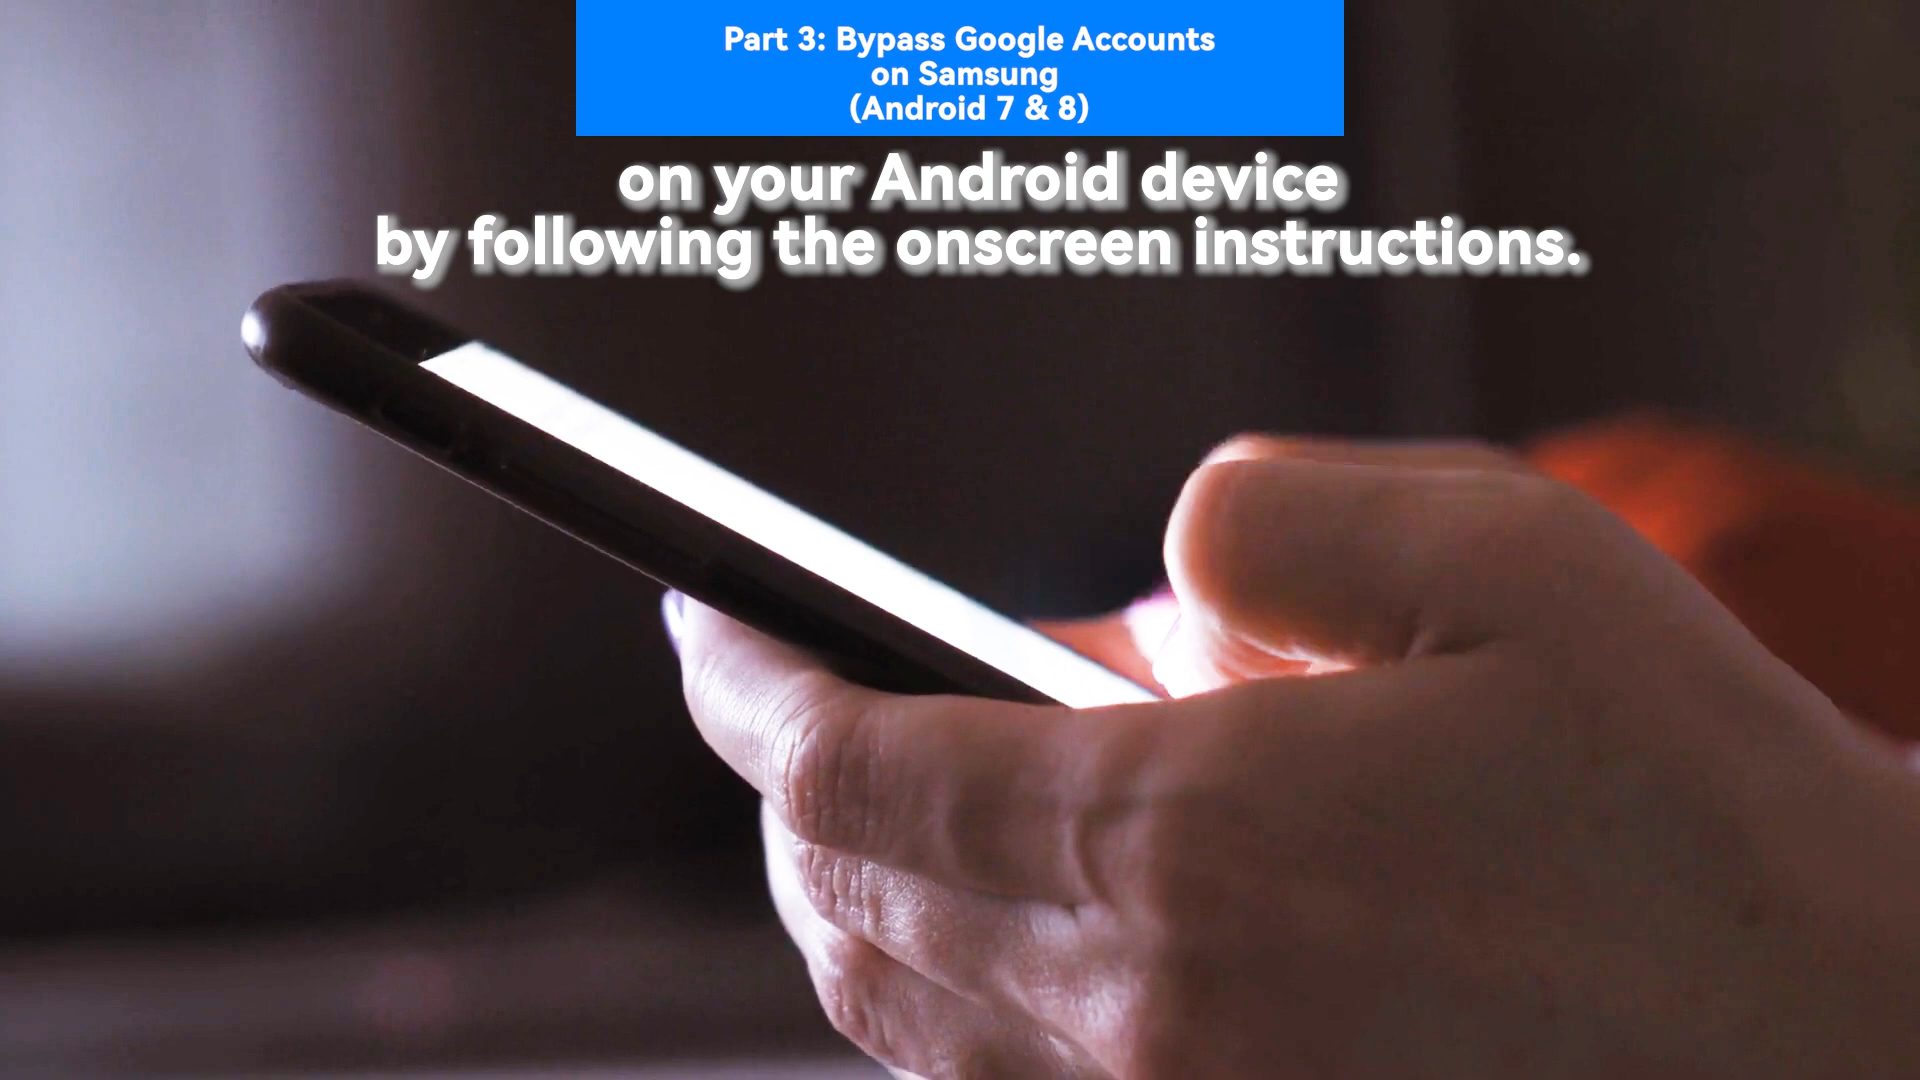 Part 3: Bypass Google Accounts
on Samsung
(Android 7 & 8)
on your Android device
by following the onscreen instructions.